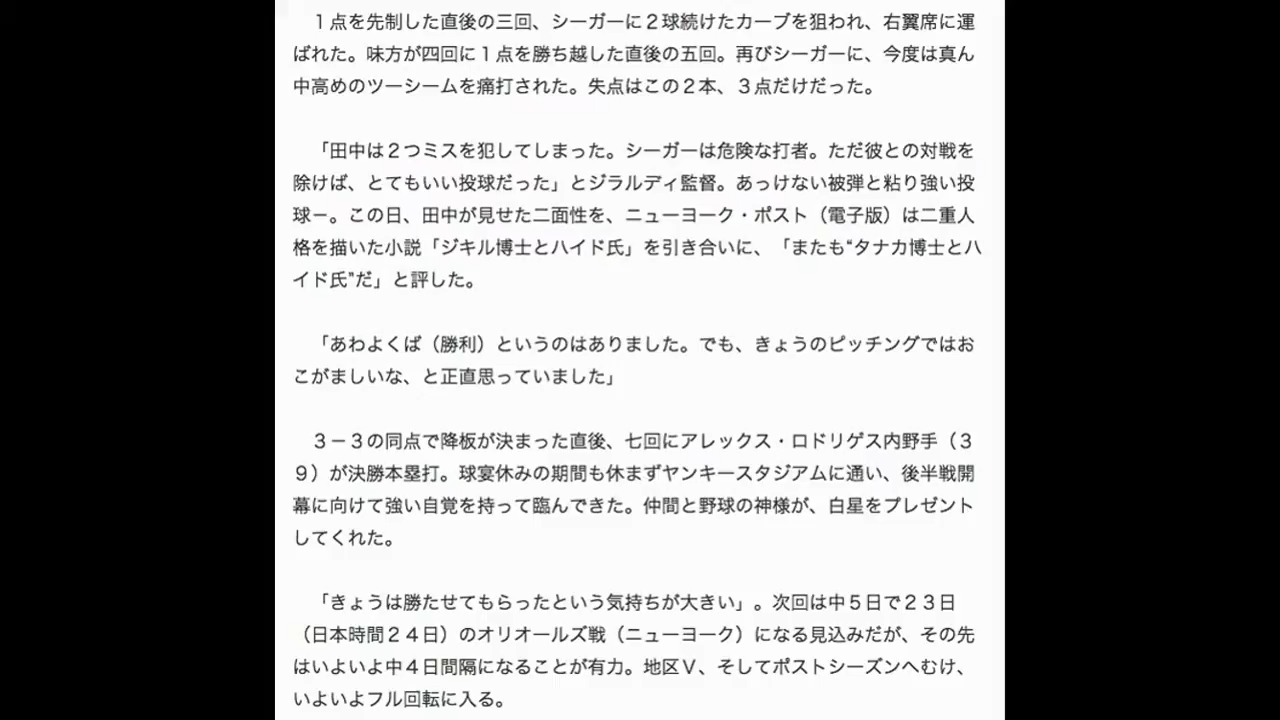 １点を先制した直後の三回、シーガーに２球続けたカーブを狙われ、右翼席に運
ばれた。味方が四回に１点を勝ち越した直後の五回。再びシーガーに、今度は真ん
中高めのツーシームを痛打された。失点はこの２本、３点だけだった。
「田中は２つミスを犯してしまった。シーガーは危険な打者。ただ彼との対戦を
除けば、とてもいい投球だった」とジラルディ監督。あっけない被弾と粘り強い投
球－。この日、田中が見せた二面性を、ニューヨーク・ポスト（電子版）は二重人
格を描いた小説「ジキル博士とハイド氏」を引き合いに、「またも“タナカ博士とハ
イド氏”だ」と評した。
「あわよくば（勝利）というのはありました。でも、きょうのピッチングではお
こがましいな、と正直思っていました」
３－３の同点で降板が決まった直後、七回にアレックス・ロドリゲス内野手（３
９）が決勝本塁打。球宴休みの期間も休まずヤンキースタジアムに通い、後半戦開
幕に向けて強い自覚を持って臨んできた。仲間と野球の神様が、白星をプレゼント
してくれた。
「きょうは勝たせてもらったという気持ちが大きい」。次回は中５日で２３日
（日本時間２４日）のオリオールズ戦（ニューヨーク）になる見込みだが、その先
はいよいよ中４日間隔になることが有力。地区Ｖ、そしてポストシーズンへむけ、
いよいよフル回転に入る。